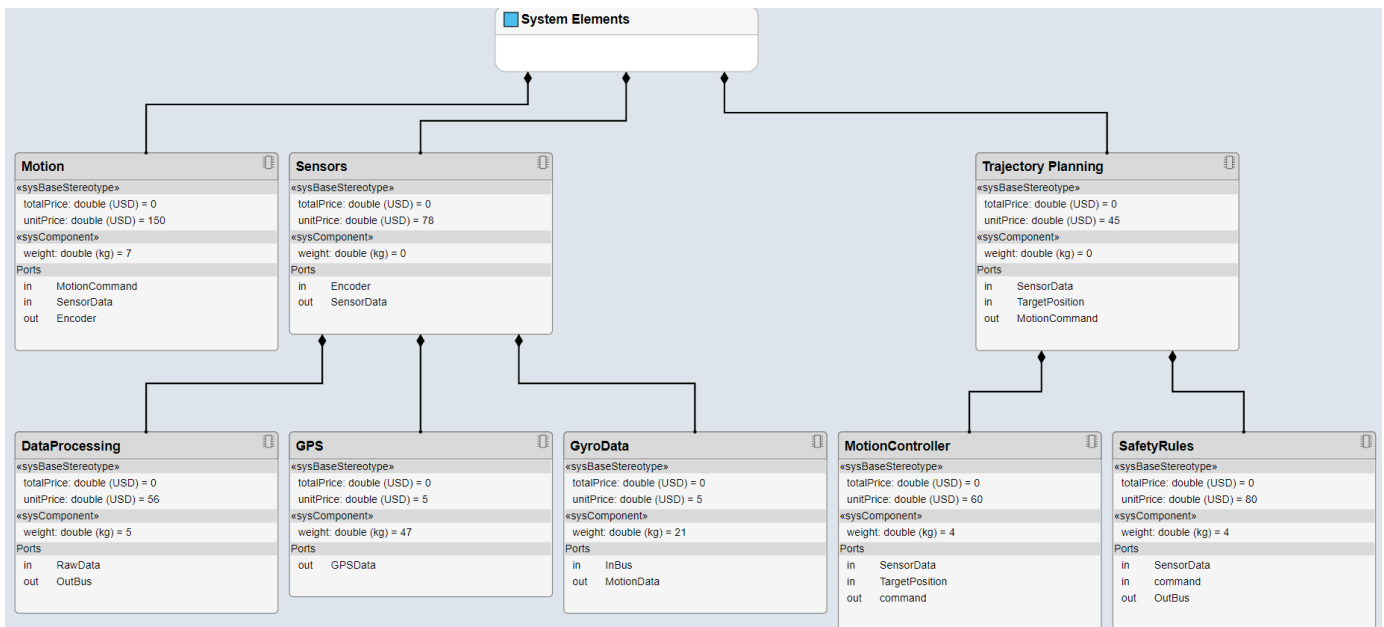 System Elements
Motion
«sysBaseStereotype»
totalPrice: double (USD) = 0
unitPrice: double (USD) = 150
«sysComponent»
weight: double (kg) = 7
Ports
in MotionCommand
in SensorData
out Encoder
Sensors
«sysBaseStereotype»
totalPrice: double (USD) = 0
unitPrice: double (USD) = 78
«sysComponent»
weight: double (kg) = 0
Ports
in Encoder
out SensorData
Trajectory Planning
«sysBaseStereotype»
totalPrice: double (USD) = 0
unitPrice: double (USD) = 45
«sysComponent»
weight: double (kg) = 0
Ports
in SensorData
in TargetPosition
out MotionCommand
DataProcessing
«sysBaseStereotype»
totalPrice: double (USD) = 0
unitPrice: double (USD) = 56
«sysComponent»
weight: double (kg) = 5
Ports
in RawData
out OutBus
GPS
«sysBaseStereotype»
totalPrice: double (USD) = 0
unitPrice: double (USD) = 5
«sysComponent»
weight: double (kg) = 47
Ports
out GPSData
GyroData
«sysBaseStereotype»
totalPrice: double (USD) = 0
unitPrice: double (USD) = 5
«sysComponent»
weight: double (kg) = 21
Ports
in InBus
out MotionData
MotionController
«sysBaseStereotype»
totalPrice: double (USD) = 0
unitPrice: double (USD) = 60
«sysComponent»
weight: double (kg) = 4
Ports
in SensorData
in TargetPosition
out command
SafetyRules
«sysBaseStereotype»
totalPrice: double (USD) = 0
unitPrice: double (USD) = 80
«sysComponent»
weight: double (kg) = 4
Ports
in SensorData
in command
out OutBus